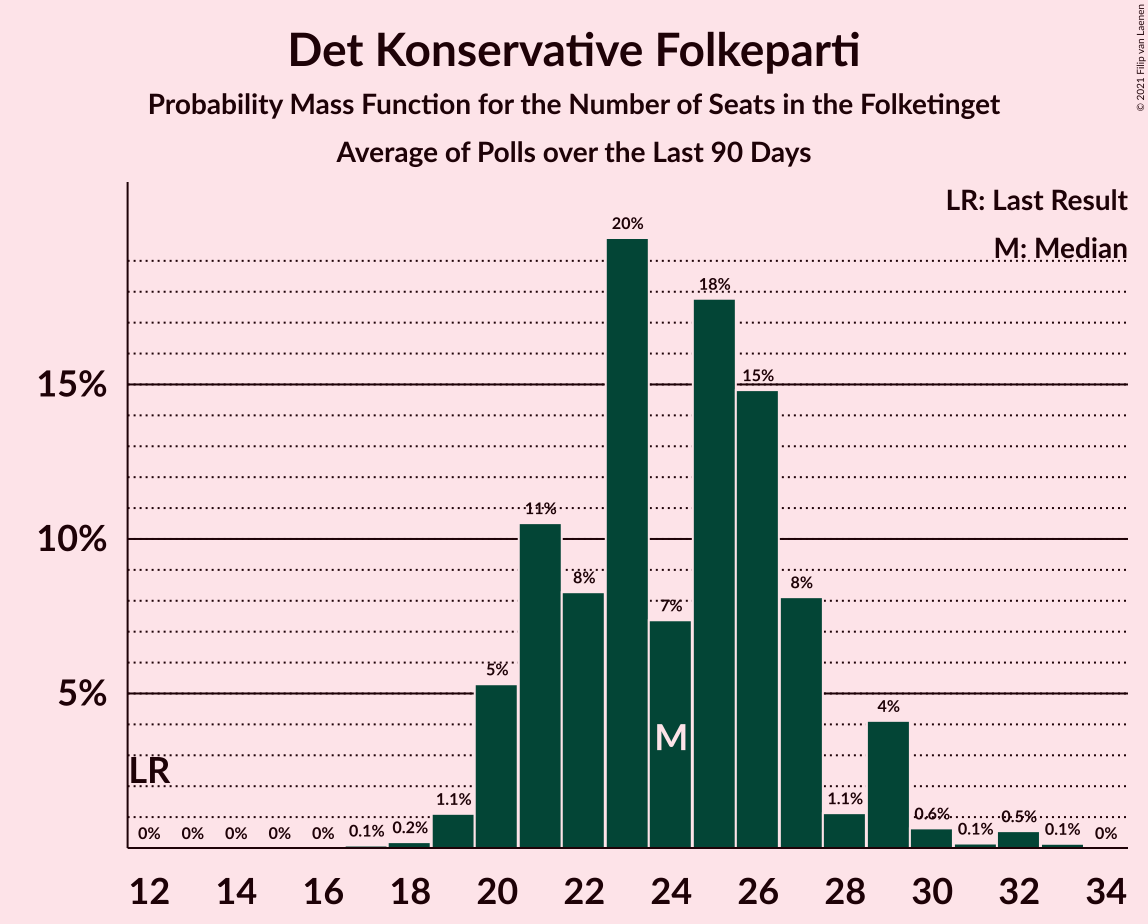 Det Konservative Folkeparti
Probability Mass Function for the Number of Seats in the Folketinget
Average of Polls over the Last 90 Days
© 2021 Filip van Laenen
LR: Last Result
M: Median
20%
18%
15%
15%
11%
10%
8%
8%
7%
5%
5%
4%
M
LR
1.1%
1.1%
0.6%
0.5%
0% 0% 0% 0% 0% 0.1% 0.2% 0.1% 0.1% 0%
12 14 16 18 20 22 24 26 28 30 32 34